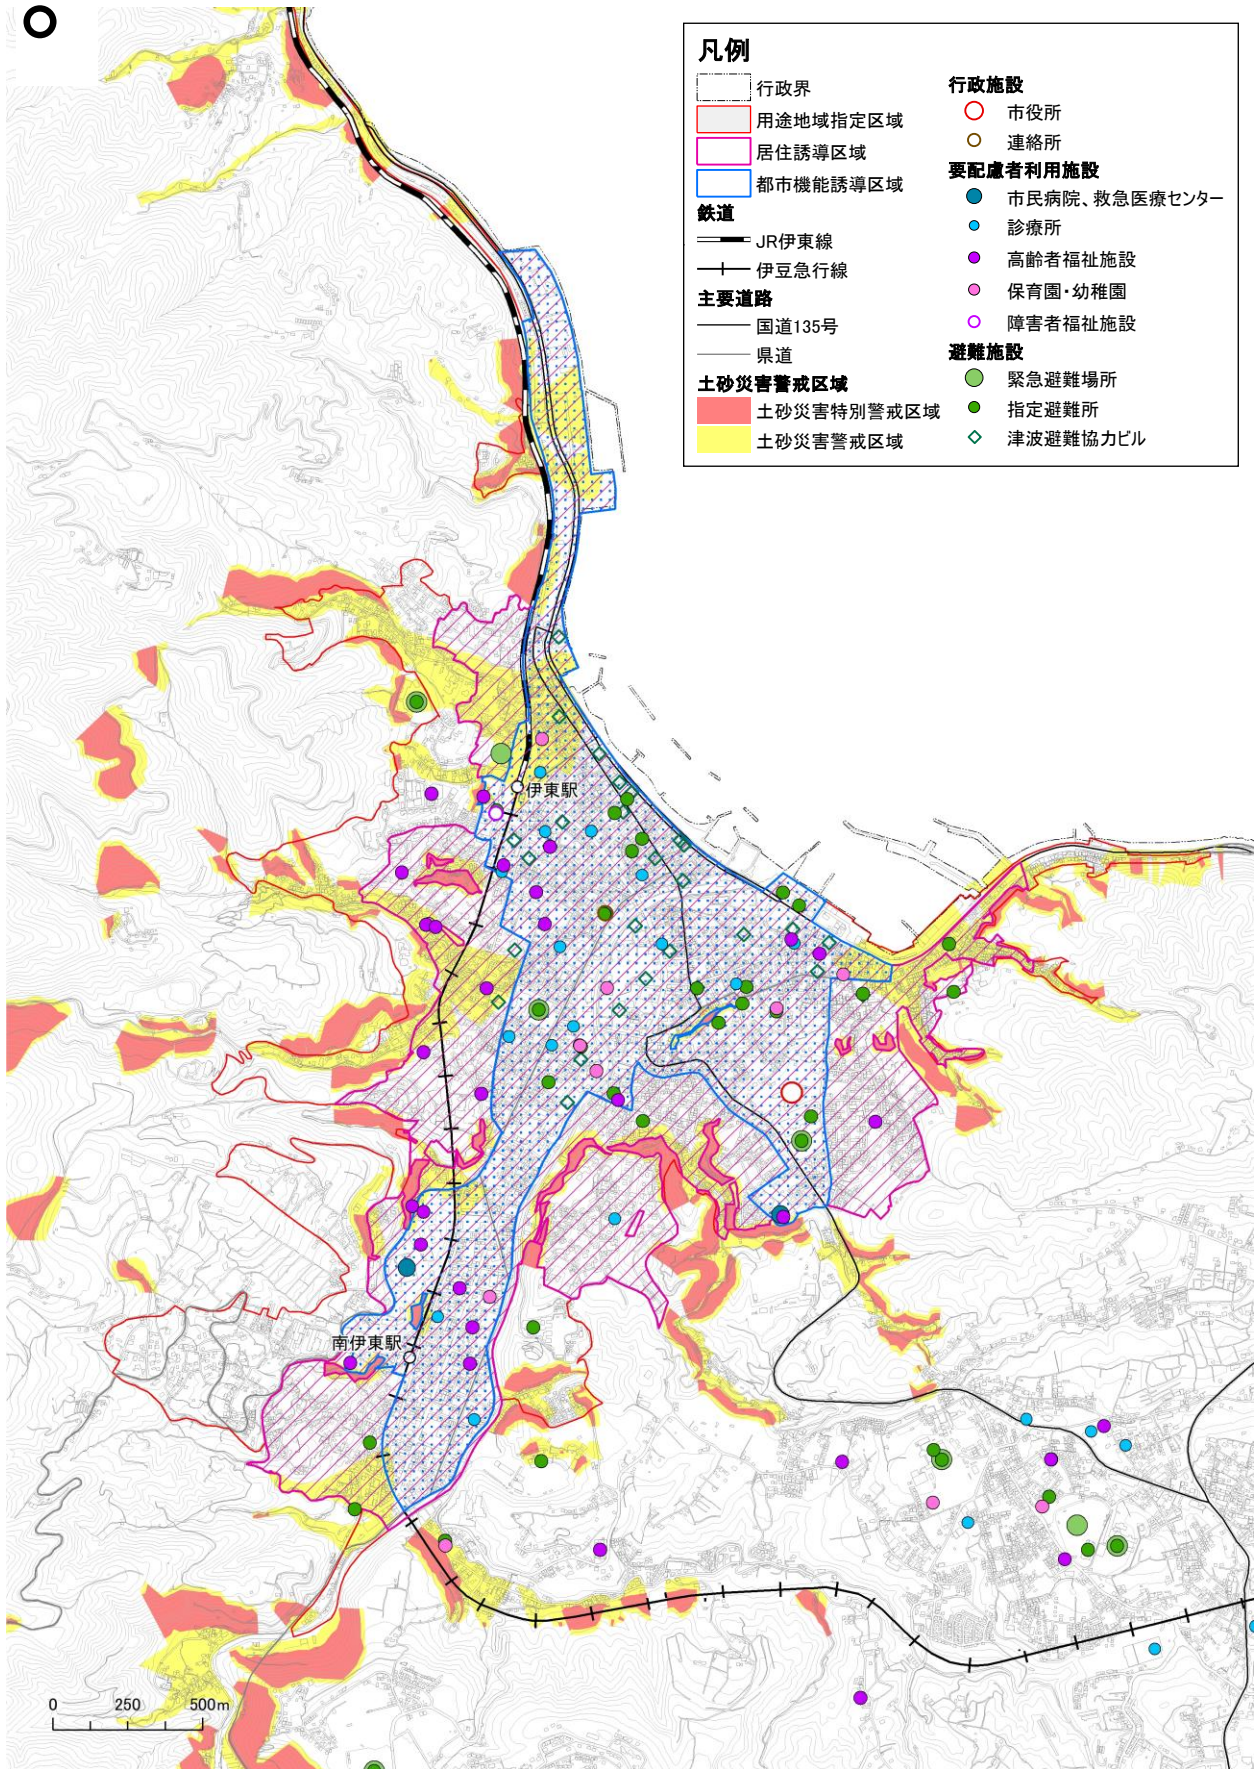 凡例
行政界
用途地域指定区域
居住誘導区域
都市機能誘導区域
鉄道
JR伊東線
伊豆急行線
主要道路
国道135号
県道
土砂災害警戒区域
土砂災害特別警戒区域
土砂災害警戒区域
行政施設
市役所
連絡所
要配慮者利用施設
市民病院、救急医療センター
診療所
高齢者福祉施設
保育園・幼稚園
障害者福祉施設
避難施設
緊急避難場所
指定避難所
津波避難協力ビル
伊東駅
南伊東駅
0 250 500m